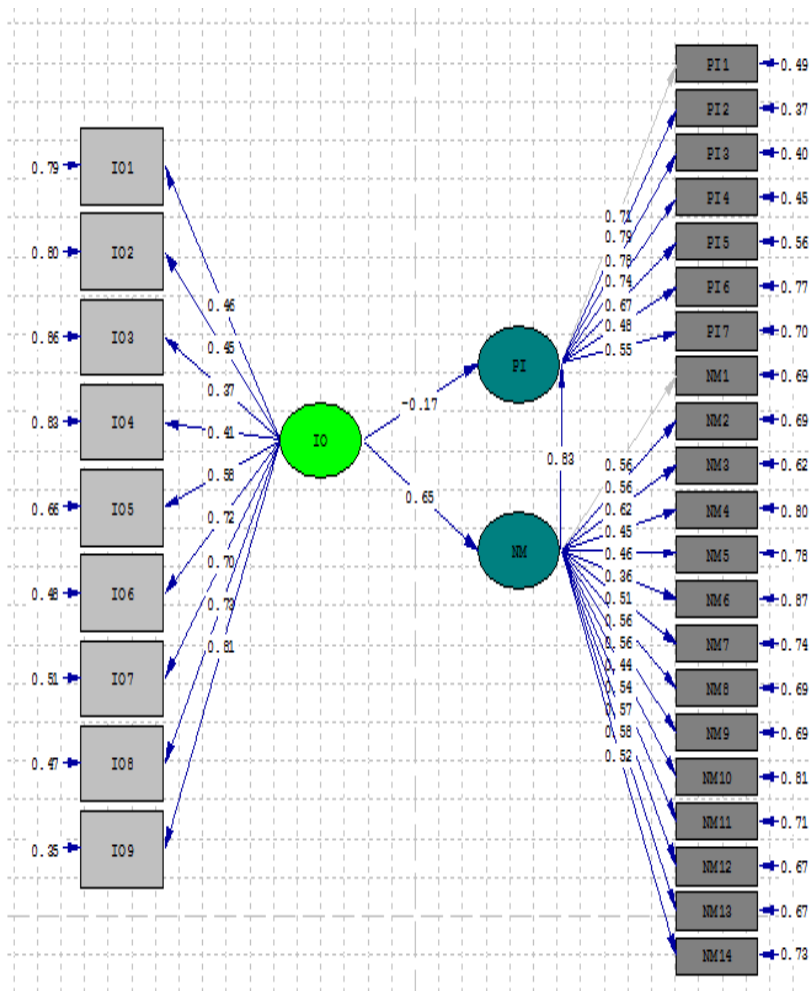 0.79 IO1
0.80 IO2
0.86 IO3
0.83 IO4
0.66 IO5
0.48 IO6
0.51 IO7
0.47 IO8
0.35 IO9
0.46
0.45
0.37
0.41
0.58
0.72
0.70
0.73
0.81
IO
-0.17
0.65
PI
0.83
NM
0.71
0.79
0.78
0.74
0.67
0.48
0.55
0.56
0.56
0.62
0.45
0.46
0.36
0.51
0.56
0.56
0.44
0.54
0.57
0.58
0.52
PI1 0.49
PI2 0.37
PI3 0.40
PI4 0.45
PI5 0.56
PI6 0.77
PI7 0.70
NM1 0.69
NM2 0.69
NM3 0.62
NM4 0.80
NM5 0.78
NM6 0.87
NM7 0.74
NM8 0.69
NM9 0.69
NM10 0.81
NM11 0.71
NM12 0.67
NM13 0.67
NM14 0.73